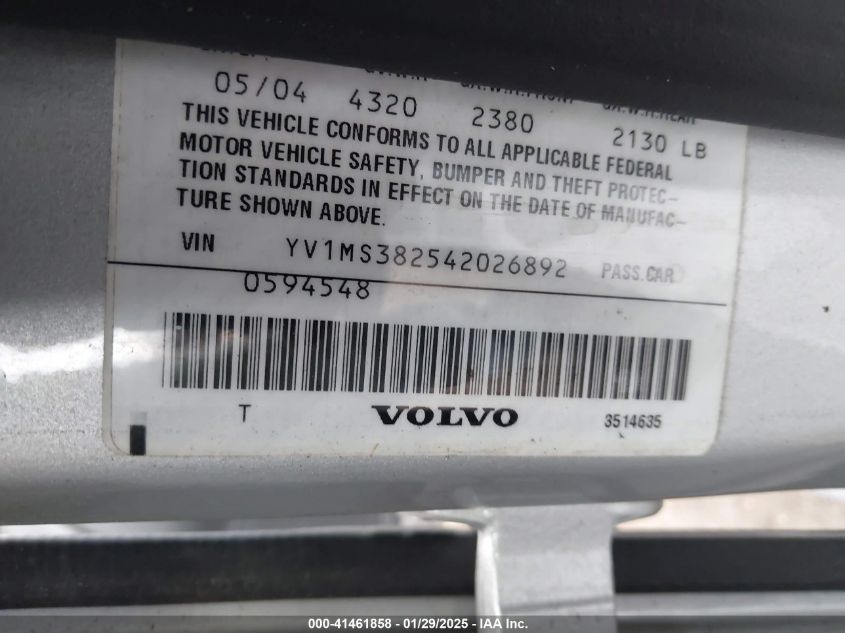 05/04 4320 2380 2130 LB
THIS VEHICLE CONFORMS TO ALL APPLICABLE FEDERAL
MOTOR VEHICLE SAFETY, BUMPER AND THEFT PROTEC-
TION STANDARDS IN EFFECT ON THE DATE OF MANUFAC-
TURE SHOWN ABOVE.
VIN YV1MS382542026892 PASS.CAR
0594548
T VOLVO 3514635
000-41461858 - 01/29/2025 - IAA Inc.